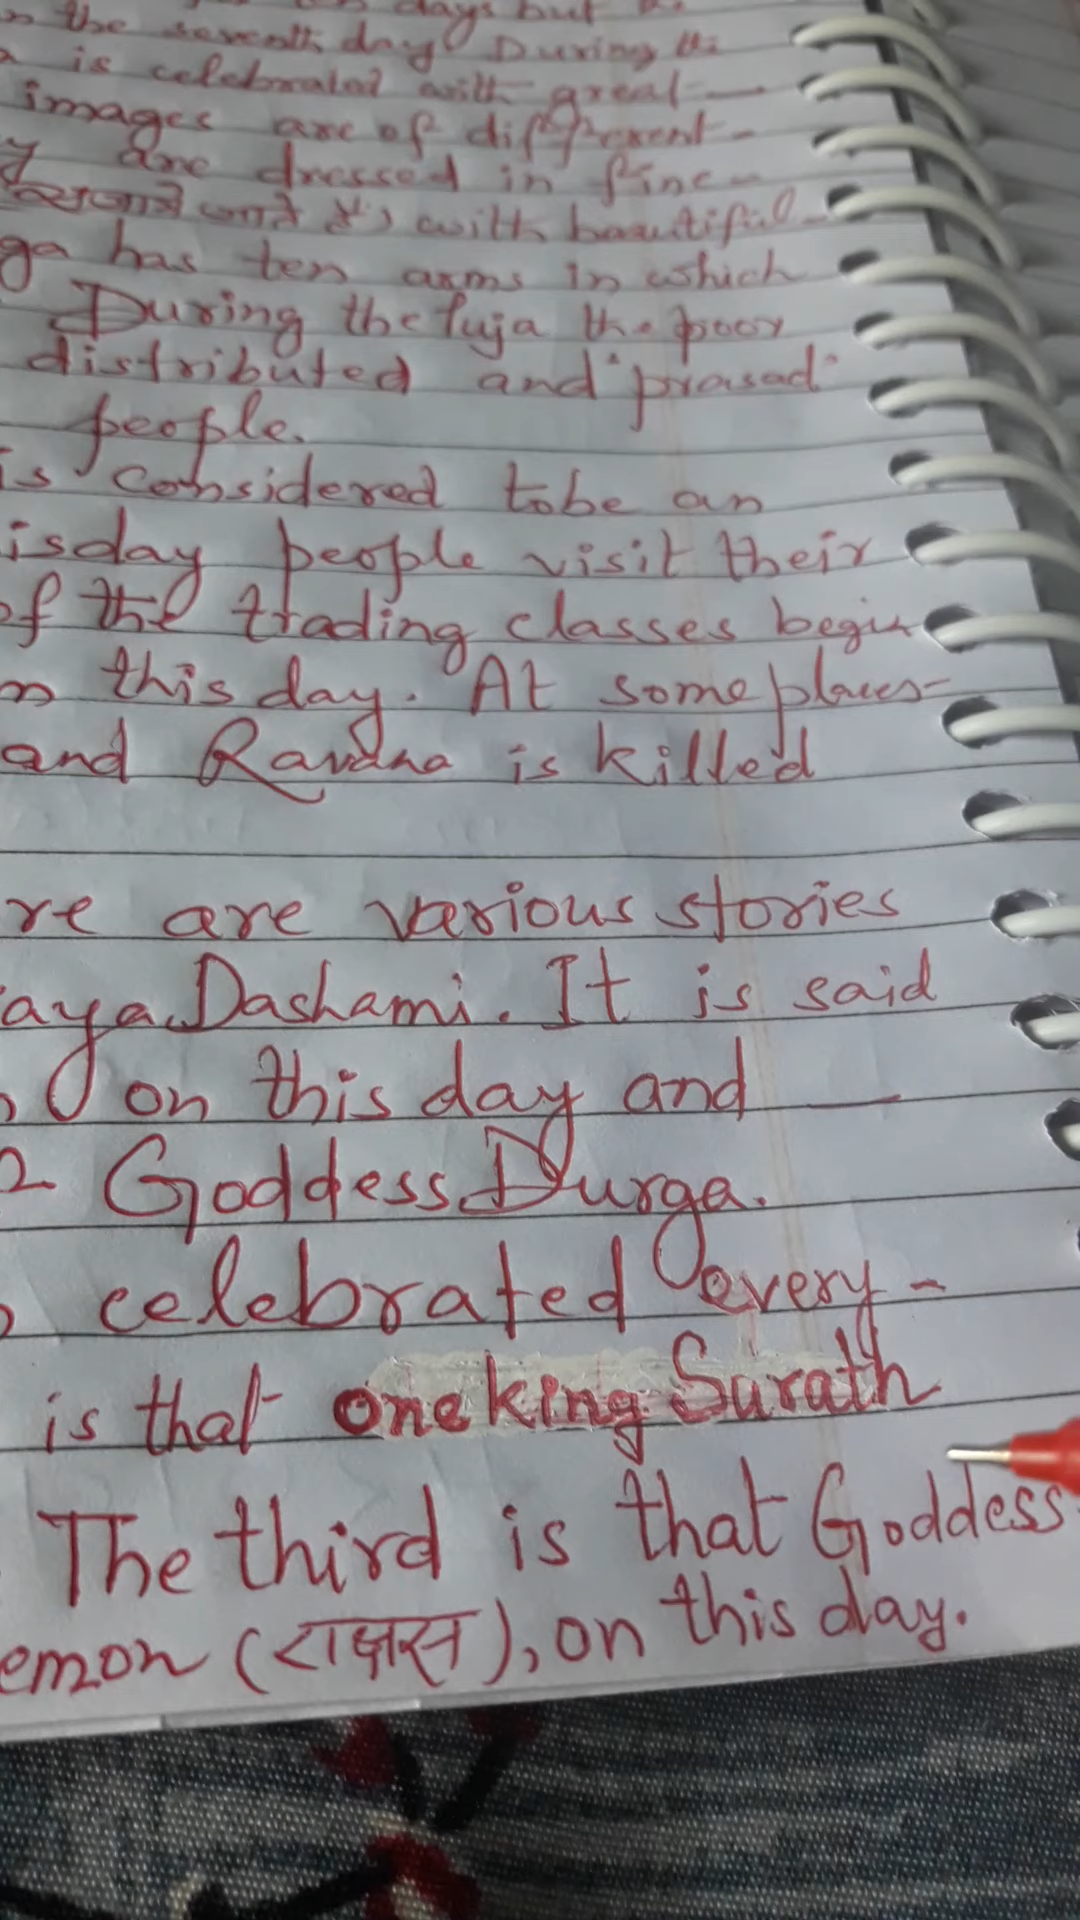 days but
the seventh day During the
is celebrated with great —
images are of different -
are dressed in fine -
जाते हैं) with beautiful -
ga has ten arms in which
During the Puja the poor
distributed and "prasad"
people.
is considered tobe an
isday people visit their
of the trading classes begin
this day. At some places -
and Ravana is killed
re are various stories
aya Dashami. It is said
on this day and —
Goddess Durga.
celebrated every -
is that one king Surath
The third is that Goddess
emon (राक्षस), on this day.